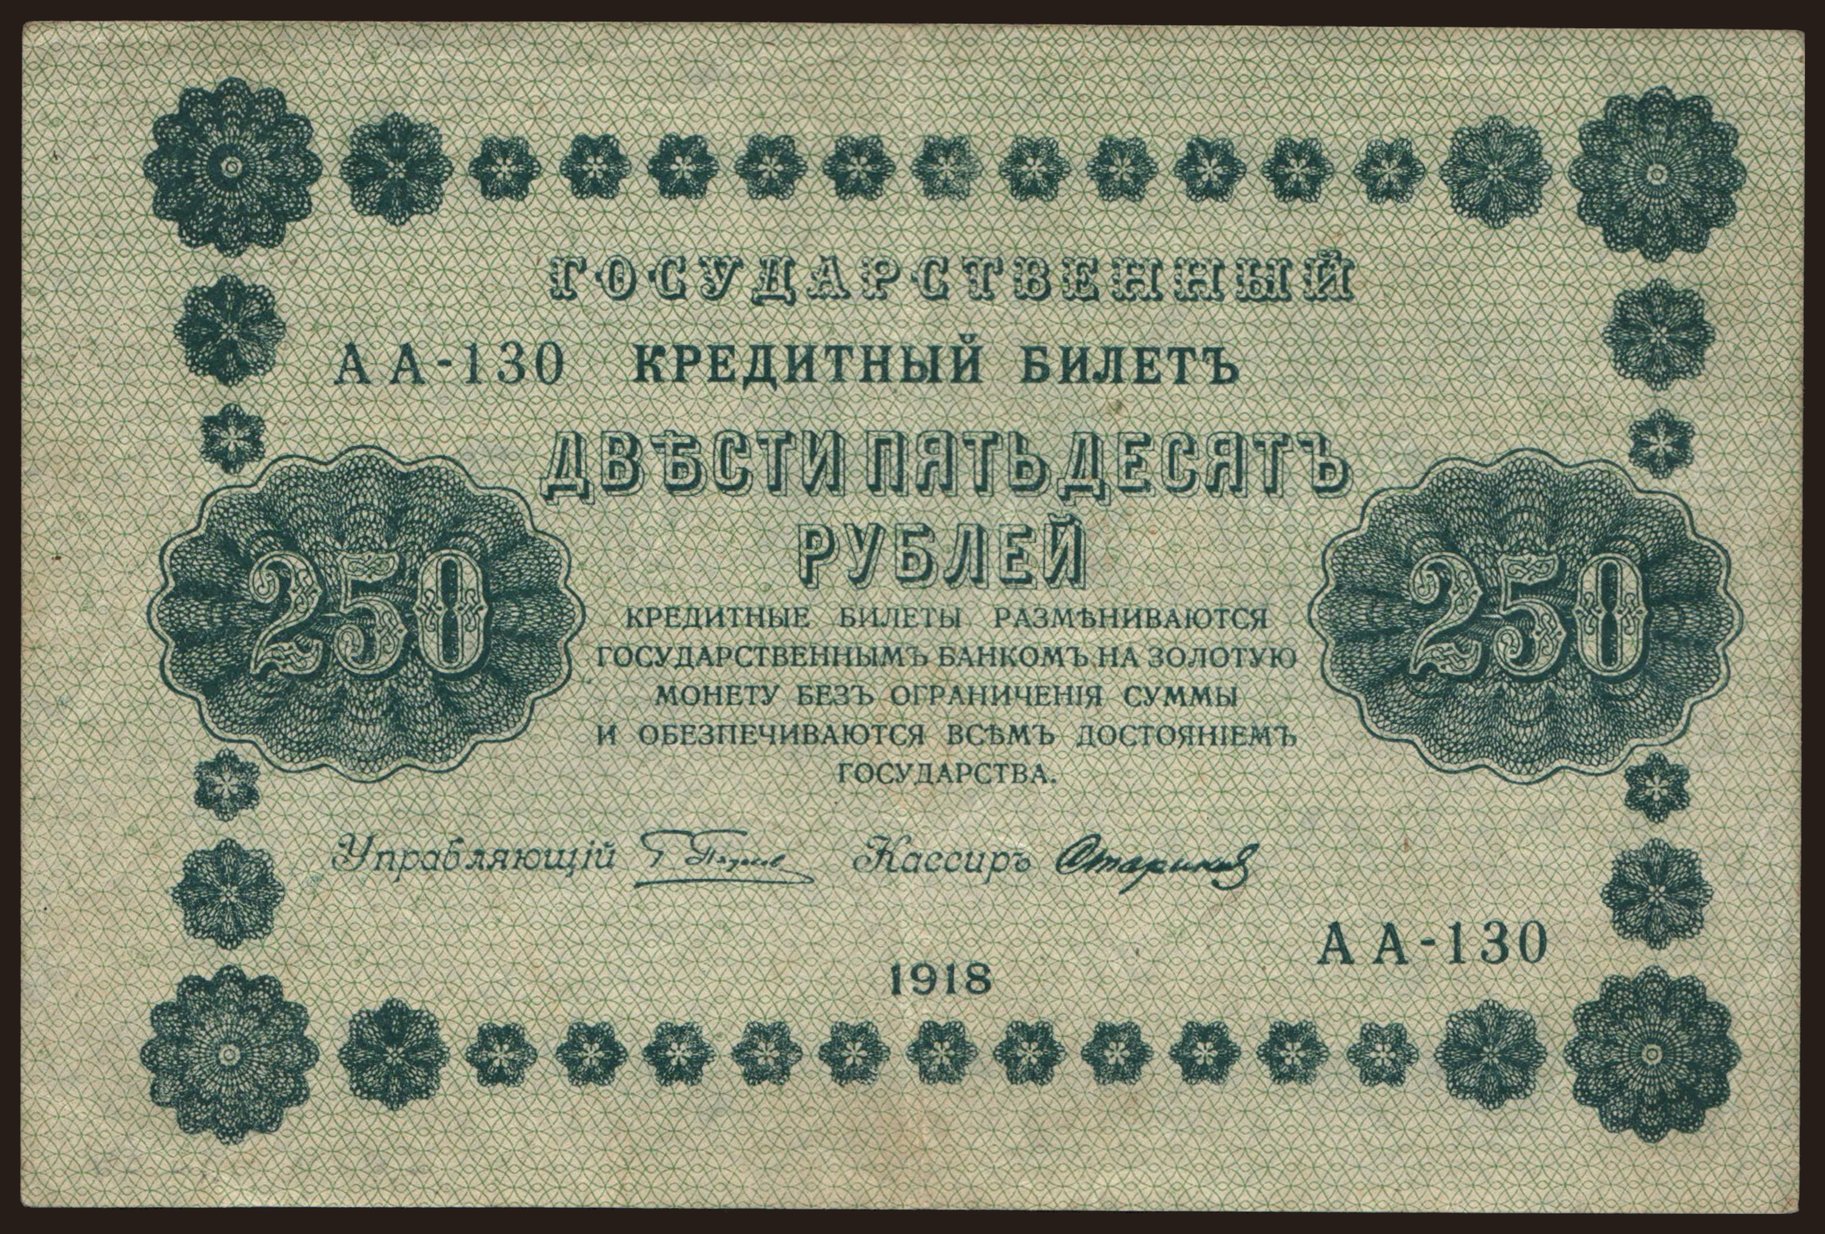 ГОСУДАРСТВЕННЫЙ
АА-130 КРЕДИТНЫЙ БИЛЕТЪ
ДВѢСТИ ПЯТЬДЕСЯТЪ
РУБЛЕЙ
250
250
КРЕДИТНЫЕ БИЛЕТЫ РАЗМѢНИВАЮТСЯ
ГОСУДАРСТВЕННЫМЪ БАНКОМЪ НА ЗОЛОТУЮ
МОНЕТУ БЕЗЪ ОГРАНИЧЕНІЯ СУММЫ
И ОБЕЗПЕЧИВАЮТСЯ ВСѢМЪ ДОСТОЯНІЕМЪ
ГОСУДАРСТВА.
Управляющій Кассиръ
АА-130
1918